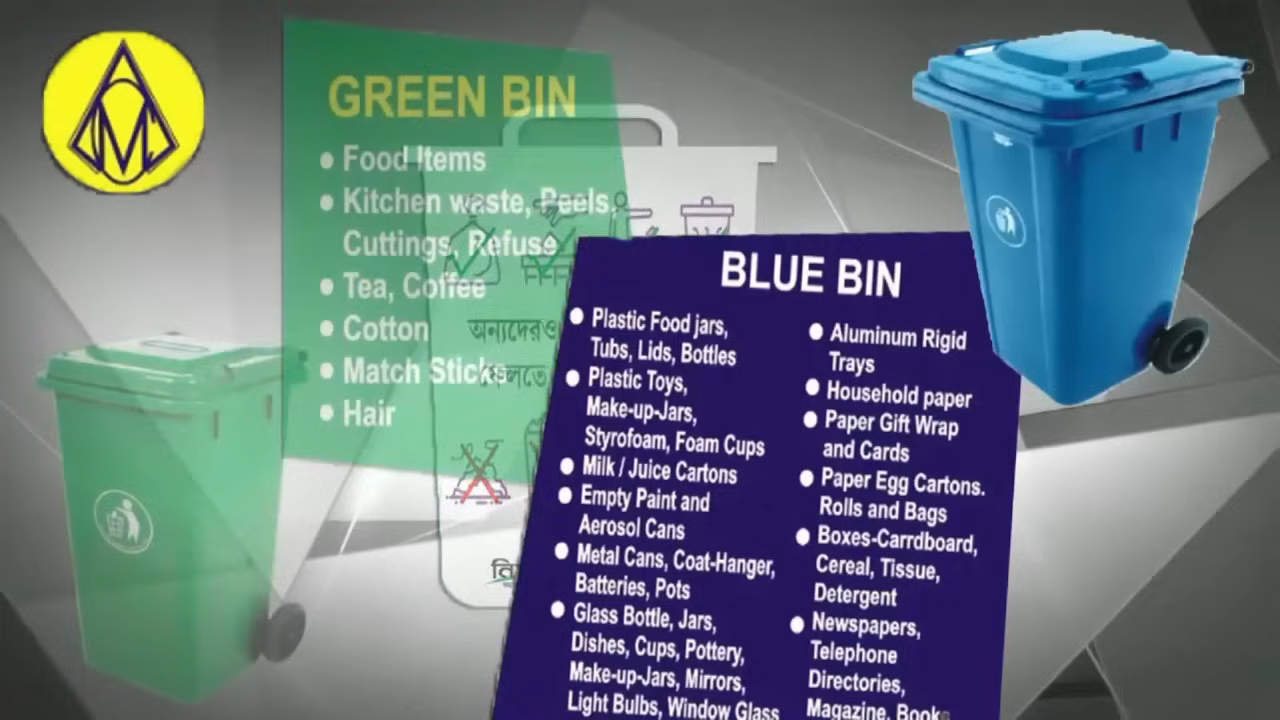 GREEN BIN
Food Items
Kitchen waste, Peels,
Cuttings, Refuse
Tea, Coffee
Cotton
Match Sticks
Hair
অন্যদেরও
ফেলতে
BLUE BIN
Plastic Food jars,
Tubs, Lids, Bottles
Plastic Toys,
Make-up-Jars,
Styrofoam, Foam Cups
Milk / Juice Cartons
Empty Paint and
Aerosol Cans
Metal Cans, Coat-Hanger,
Batteries, Pots
Glass Bottle, Jars,
Dishes, Cups, Pottery,
Make-up-Jars, Mirrors,
Light Bulbs, Window Glass
Aluminum Rigid
Trays
Household paper
Paper Gift Wrap
and Cards
Paper Egg Cartons.
Rolls and Bags
Boxes-Carrdboard,
Cereal, Tissue,
Detergent
Newspapers,
Telephone
Directories,
Magazine, Books